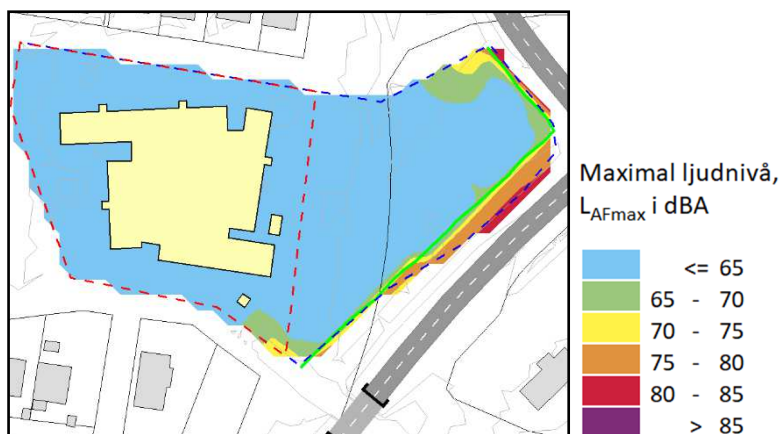 Maximal ljudnivå,
LAFmax i dBA
<= 65
65 - 70
70 - 75
75 - 80
80 - 85
> 85